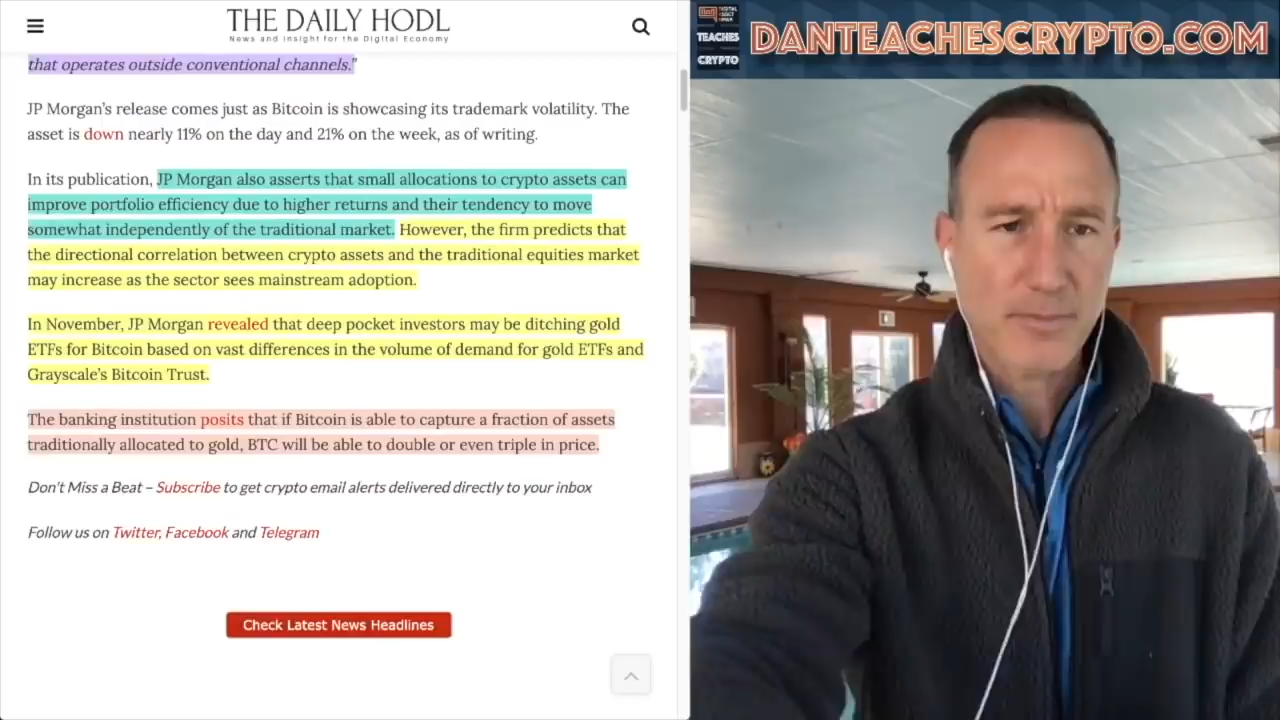 THE DAILY HODL
News and Insight for the Digital Economy
that operates outside conventional channels."
JP Morgan's release comes just as Bitcoin is showcasing its trademark volatility. The
asset is down nearly 11% on the day and 21% on the week, as of writing.
In its publication, JP Morgan also asserts that small allocations to crypto assets can
improve portfolio efficiency due to higher returns and their tendency to move
somewhat independently of the traditional market. However, the firm predicts that
the directional correlation between crypto assets and the traditional equities market
may increase as the sector sees mainstream adoption.
In November, JP Morgan revealed that deep pocket investors may be ditching gold
ETFs for Bitcoin based on vast differences in the volume of demand for gold ETFs and
Grayscale's Bitcoin Trust.
The banking institution posits that if Bitcoin is able to capture a fraction of assets
traditionally allocated to gold, BTC will be able to double or even triple in price.
Don't Miss a Beat – Subscribe to get crypto email alerts delivered directly to your inbox
Follow us on Twitter, Facebook and Telegram
Check Latest News Headlines
TEACHES
CRYPTO
DANTEACHESCRYPTO.COM